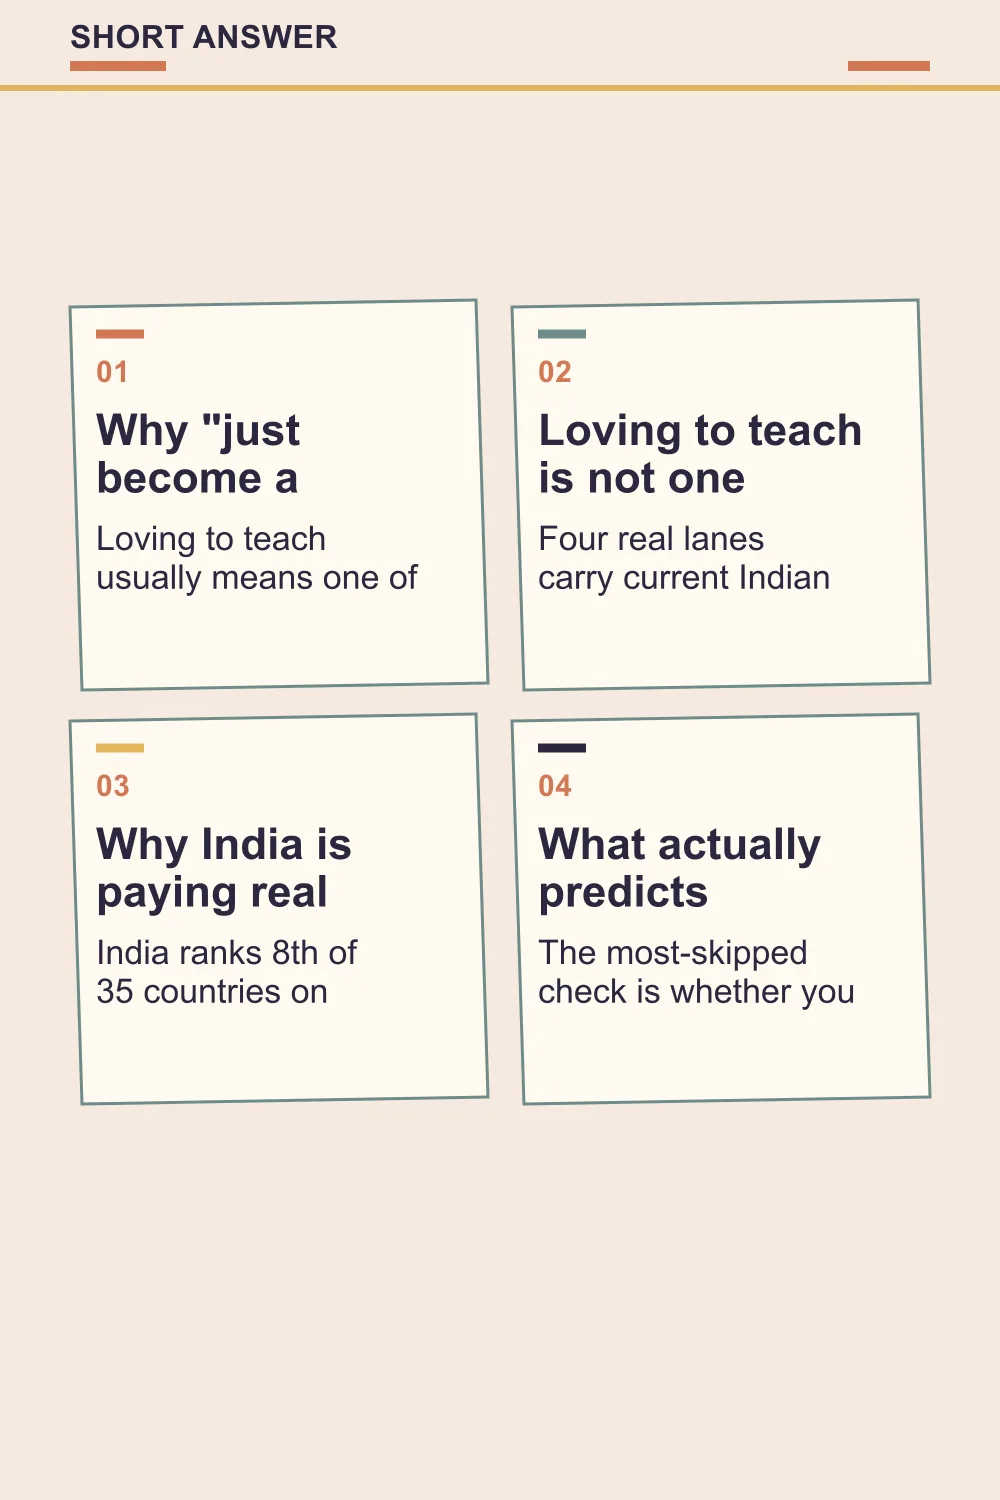 SHORT ANSWER
01
Why "just
become a
Loving to teach
usually means one of
02
Loving to teach
is not one
Four real lanes
carry current Indian
03
Why India is
paying real
India ranks 8th of
35 countries on
04
What actually
predicts
The most-skipped
check is whether you